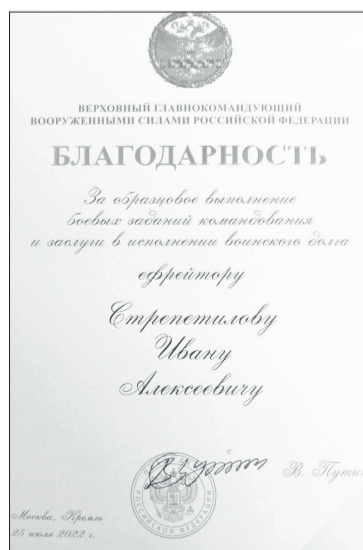 ВЕРХОВНЫЙ ГЛАВНОКОМАНДУЮЩИЙ
ВООРУЖЕННЫМИ СИЛАМИ РОССИЙСКОЙ ФЕДЕРАЦИИ
БЛАГОДАРНОСТЬ
За образцовое выполнение
боевых заданий командования
и заслуги в исполнении воинского долга
ефрейтору
Стрепетилову
Ивану
Алексеевичу
В. Путин
Москва, Кремль
25 июля 2022 г.